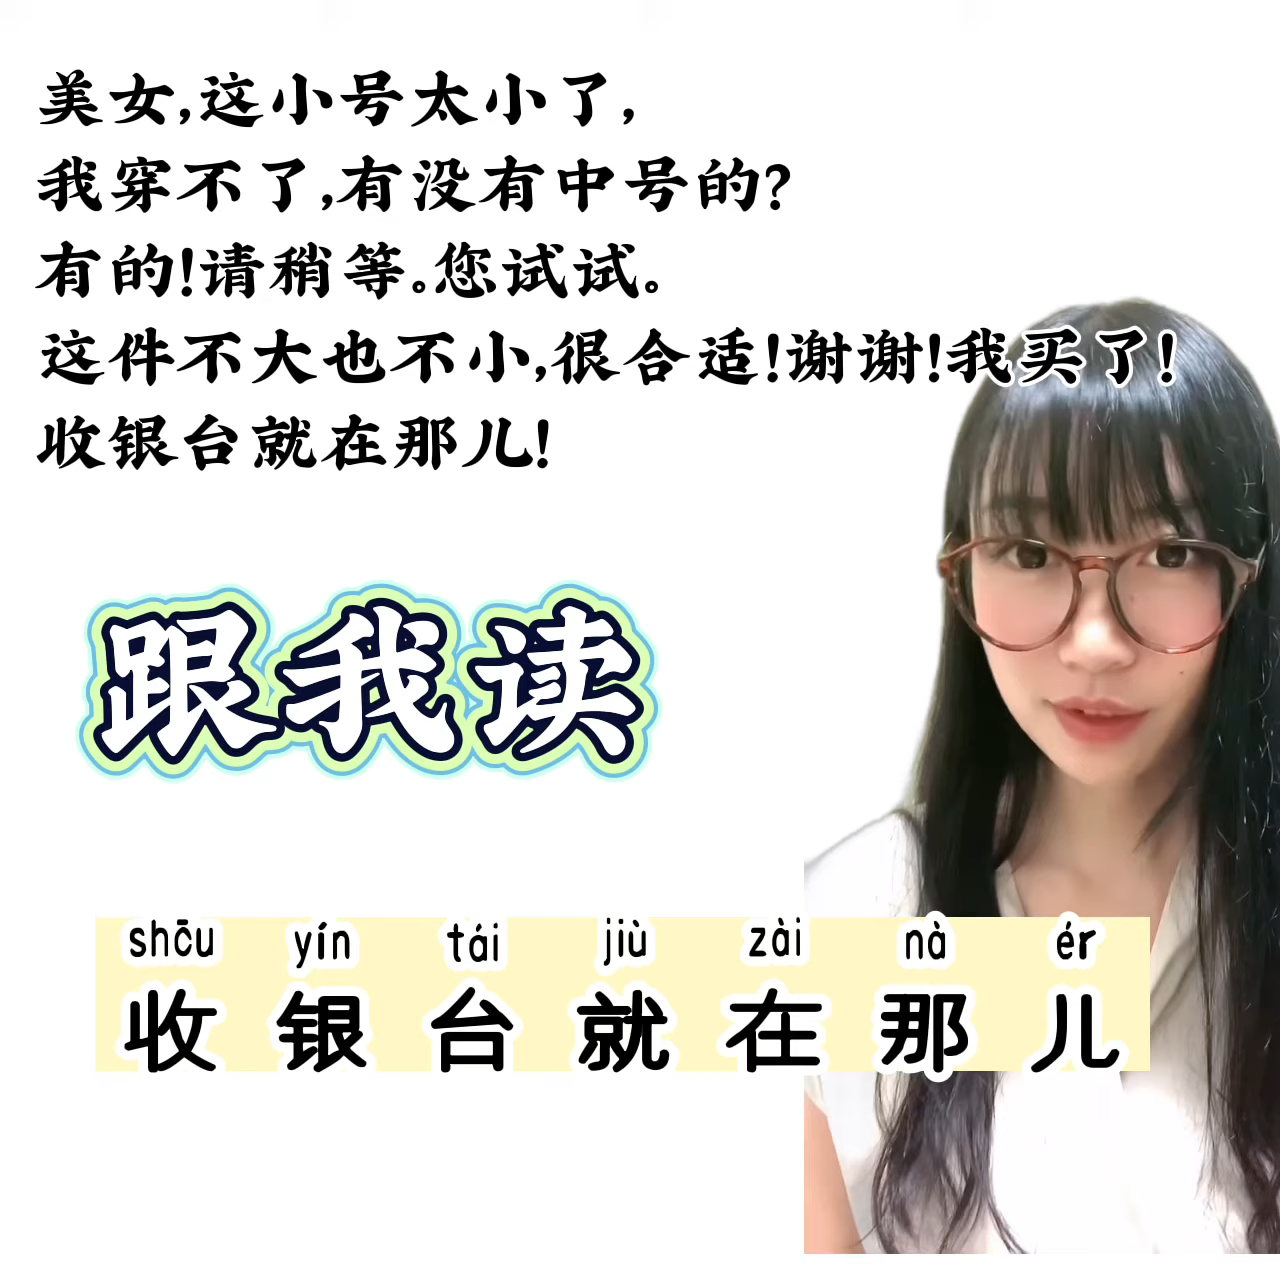 美女,这小号太小了,
我穿不了,有没有中号的?
有的!请稍等。您试试。
这件不大也不小,很合适!谢谢!我买了!
收银台就在那儿!
跟我读
shōu yín tái jiù zài nà ér
收 银 台 就 在 那 儿